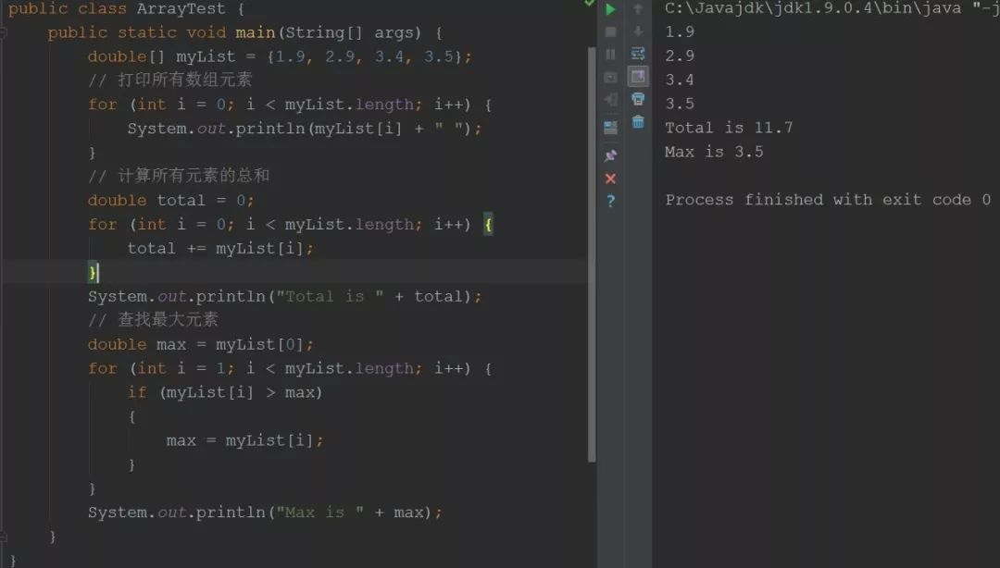 public class ArrayTest {
public static void main(String[] args) {
double[] myList = {1.9, 2.9, 3.4, 3.5};
// 打印所有数组元素
for (int i = 0; i < myList.length; i++) {
System.out.println(myList[i] + " ");
}
// 计算所有元素的总和
double total = 0;
for (int i = 0; i < myList.length; i++) {
total += myList[i];
}
System.out.println("Total is " + total);
// 查找最大元素
double max = myList[0];
for (int i = 1; i < myList.length; i++) {
if (myList[i] > max)
{
max = myList[i];
}
}
System.out.println("Max is " + max);
}
}
C:\Javajdk\jdk1.9.0.4\bin\java "-j
1.9
2.9
3.4
3.5
Total is 11.7
Max is 3.5
Process finished with exit code 0